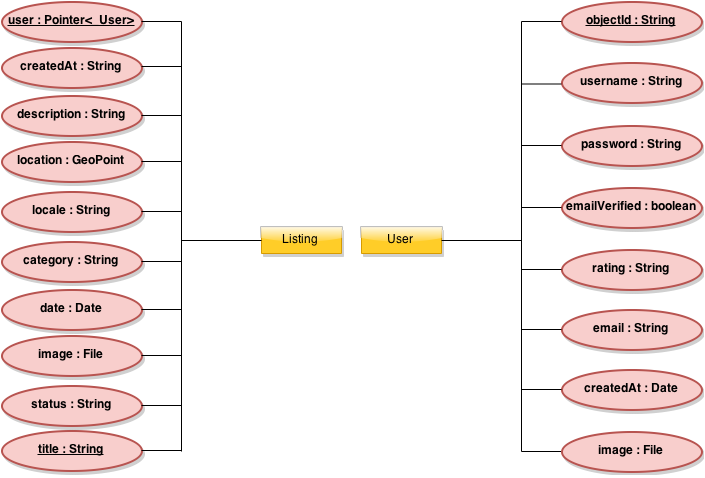 user : Pointer<_User>
createdAt : String
description : String
location : GeoPoint
locale : String
category : String
date : Date
image : File
status : String
title : String
Listing
User
objectId : String
username : String
password : String
emailVerified : boolean
rating : String
email : String
createdAt : Date
image : File